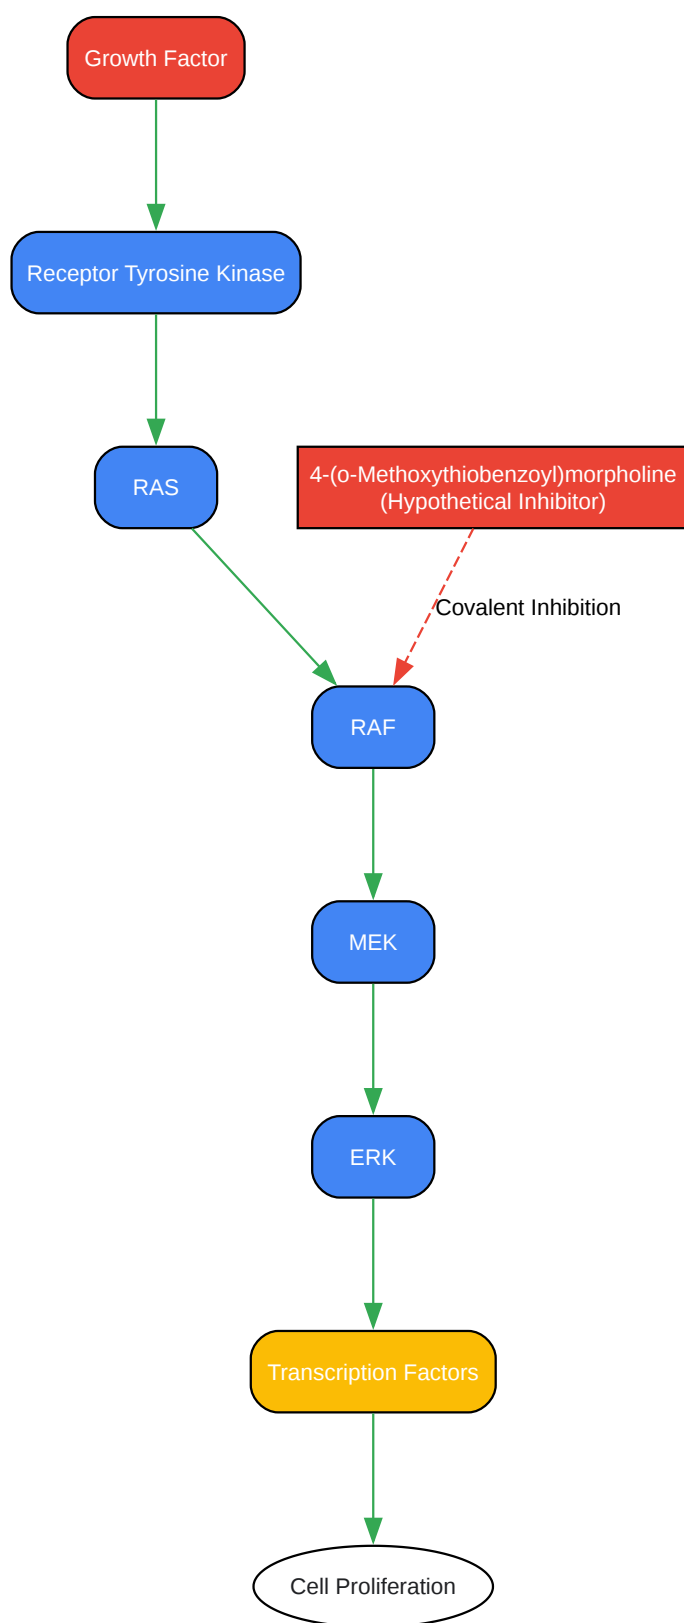 Growth Factor
Receptor Tyrosine Kinase
RAS
4-(o-Methoxythiobenzoyl)morpholine
(Hypothetical Inhibitor)
Covalent Inhibition
RAF
MEK
ERK
Transcription Factors
Cell Proliferation